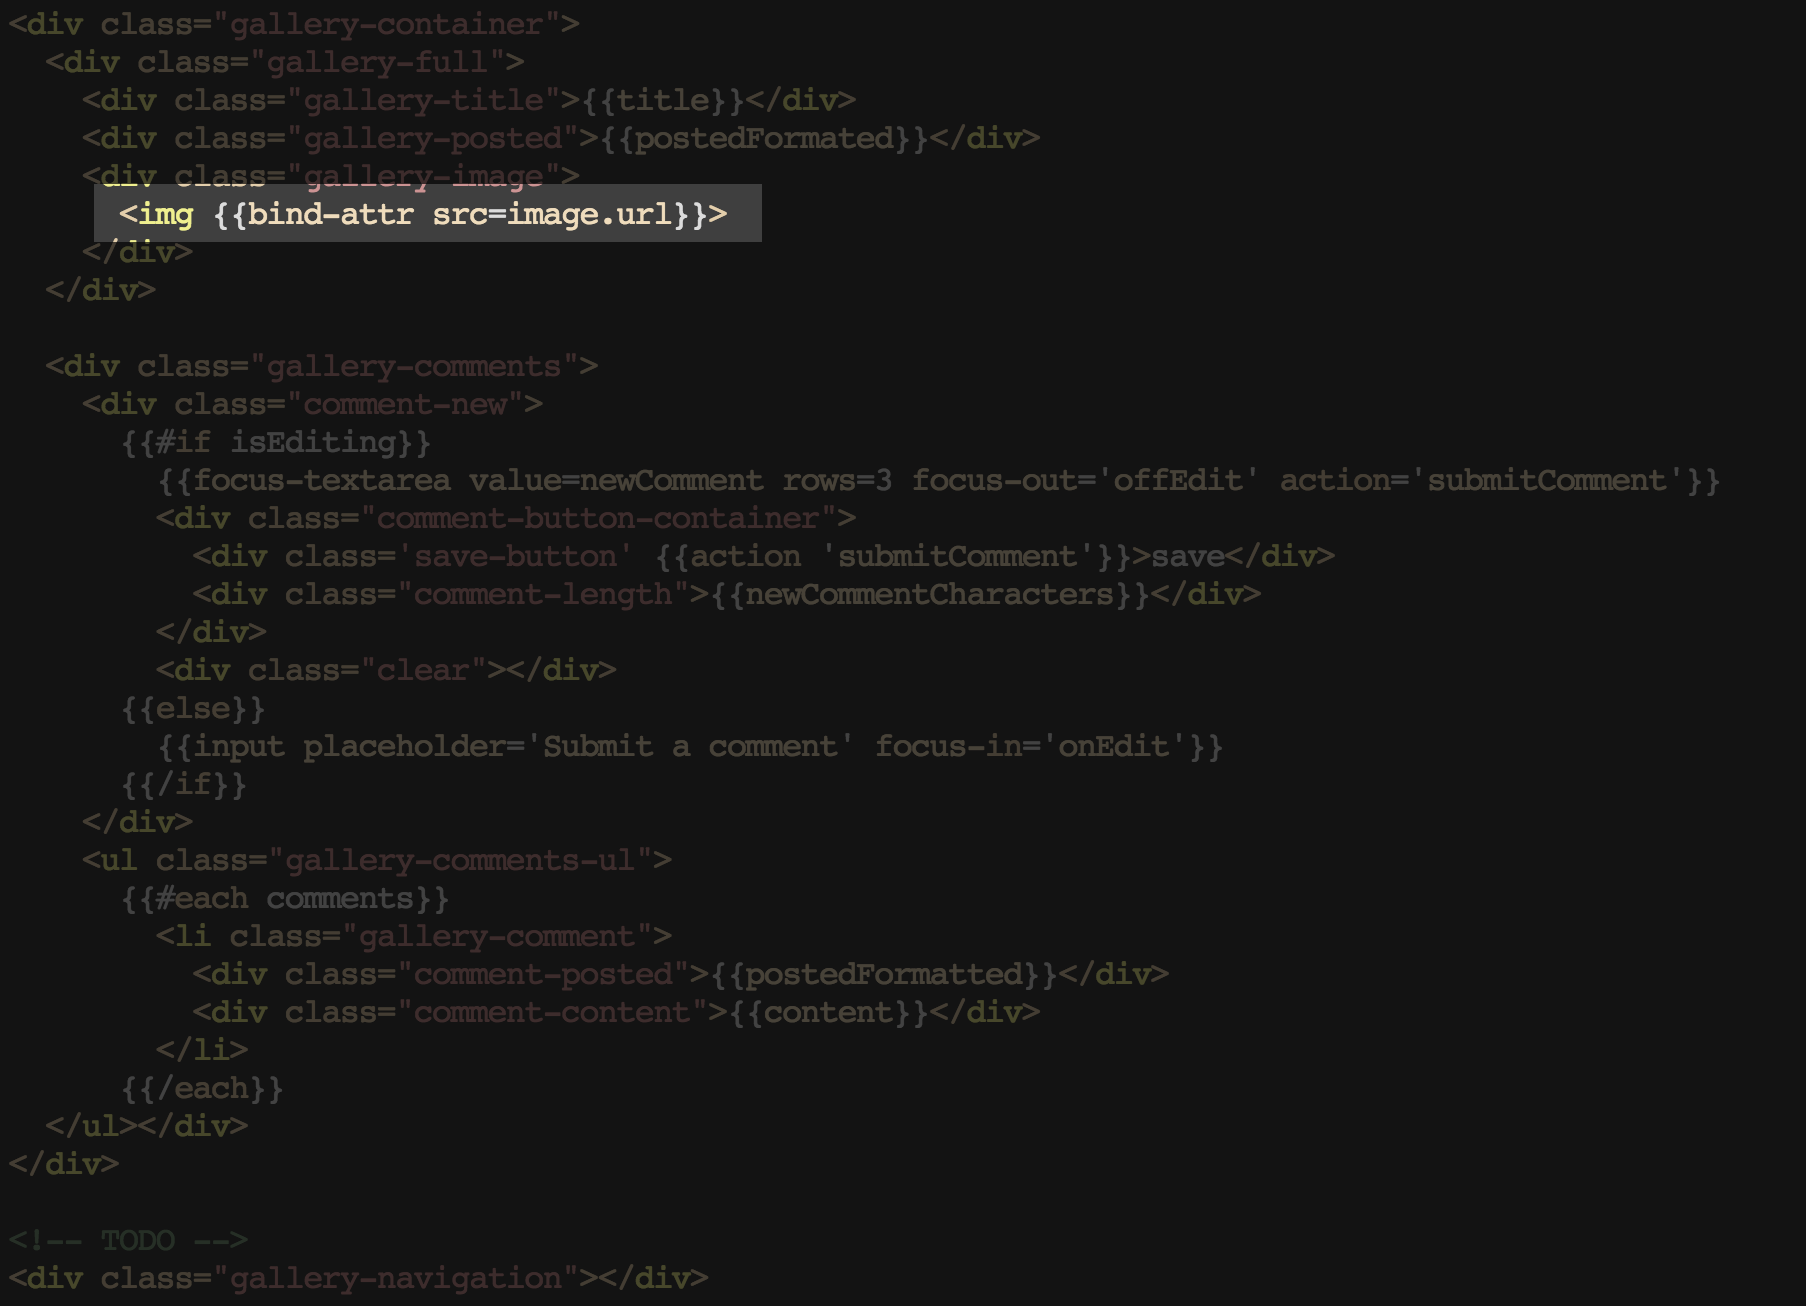 <div class="gallery-container">
  <div class="gallery-full">
    <div class="gallery-title">{{title}}</div>
    <div class="gallery-posted">{{postedFormated}}</div>
    <div class="gallery-image">
      <img {{bind-attr src=image.url}}>
    </div>
  </div>

  <div class="gallery-comments">
    <div class="comment-new">
      {{#if isEditing}}
        {{focus-textarea value=newComment rows=3 focus-out='offEdit' action='submitComment'}}
        <div class="comment-button-container">
          <div class='save-button' {{action 'submitComment'}}>save</div>
          <div class="comment-length">{{newCommentCharacters}}</div>
        </div>
        <div class="clear"></div>
      {{else}}
        {{input placeholder='Submit a comment' focus-in='onEdit'}}
      {{/if}}
    </div>
    <ul class="gallery-comments-ul">
      {{#each comments}}
        <li class="gallery-comment">
          <div class="comment-posted">{{postedFormatted}}</div>
          <div class="comment-content">{{content}}</div>
        </li>
      {{/each}}
  </ul></div>
</div>

<!-- TODO -->
<div class="gallery-navigation"></div>